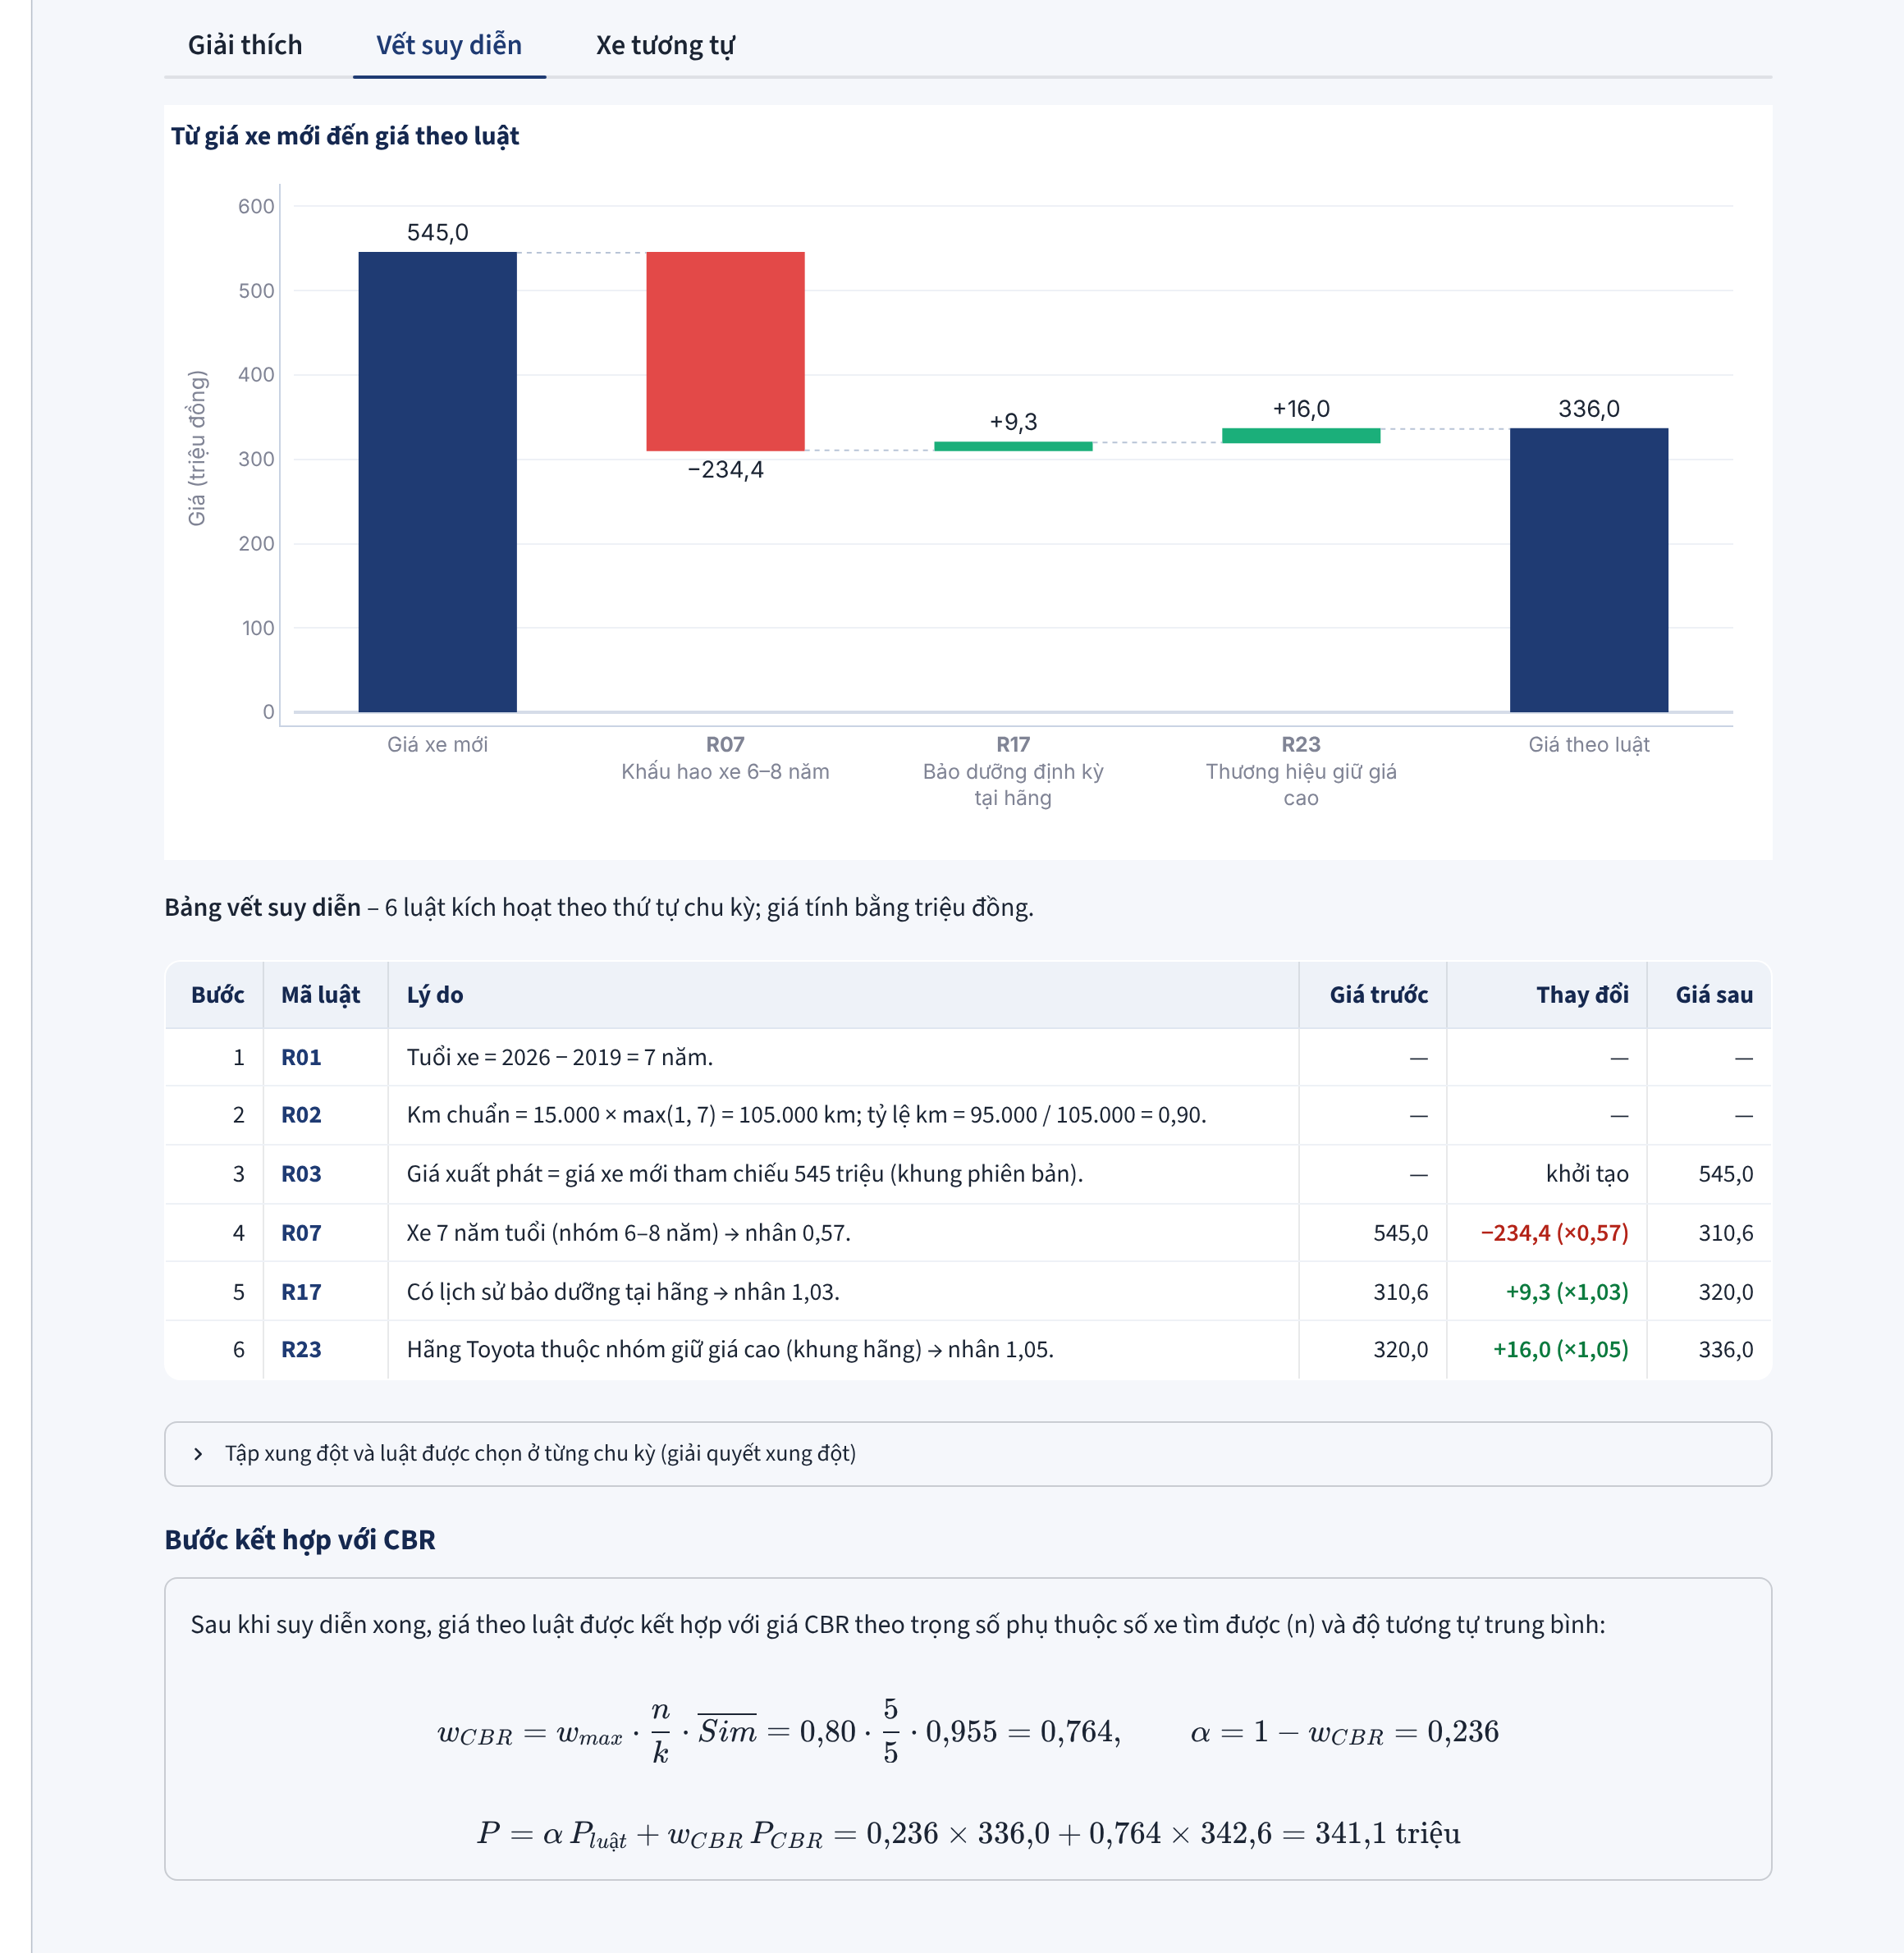 Giải thích Vết suy diễn Xe tương tự
Từ giá xe mới đến giá theo luật
Giá (triệu đồng)
600
500
400
300
200
100
0
545,0
−234,4
+9,3
+16,0
336,0
Giá xe mới
R07
Khấu hao xe 6–8 năm
R17
Bảo dưỡng định kỳ
tại hãng
R23
Thương hiệu giữ giá
cao
Giá theo luật
Bảng vết suy diễn – 6 luật kích hoạt theo thứ tự chu kỳ; giá tính bằng triệu đồng.
Bước Mã luật Lý do Giá trước Thay đổi Giá sau
1 R01 Tuổi xe = 2026 − 2019 = 7 năm. — — —
2 R02 Km chuẩn = 15.000 × max(1, 7) = 105.000 km; tỷ lệ km = 95.000 / 105.000 = 0,90. — — —
3 R03 Giá xuất phát = giá xe mới tham chiếu 545 triệu (khung phiên bản). — khởi tạo 545,0
4 R07 Xe 7 năm tuổi (nhóm 6–8 năm) → nhân 0,57. 545,0 −234,4 (×0,57) 310,6
5 R17 Có lịch sử bảo dưỡng tại hãng → nhân 1,03. 310,6 +9,3 (×1,03) 320,0
6 R23 Hãng Toyota thuộc nhóm giữ giá cao (khung hãng) → nhân 1,05. 320,0 +16,0 (×1,05) 336,0
Tập xung đột và luật được chọn ở từng chu kỳ (giải quyết xung đột)
Bước kết hợp với CBR
Sau khi suy diễn xong, giá theo luật được kết hợp với giá CBR theo trọng số phụ thuộc số xe tìm được (n) và độ tương tự trung bình:
w_CBR = w_max · n/k · S̅i̅m̅ = 0,80 · 5/5 · 0,955 = 0,764, α = 1 − w_CBR = 0,236
P = α P_luật + w_CBR P_CBR = 0,236 × 336,0 + 0,764 × 342,6 = 341,1 triệu